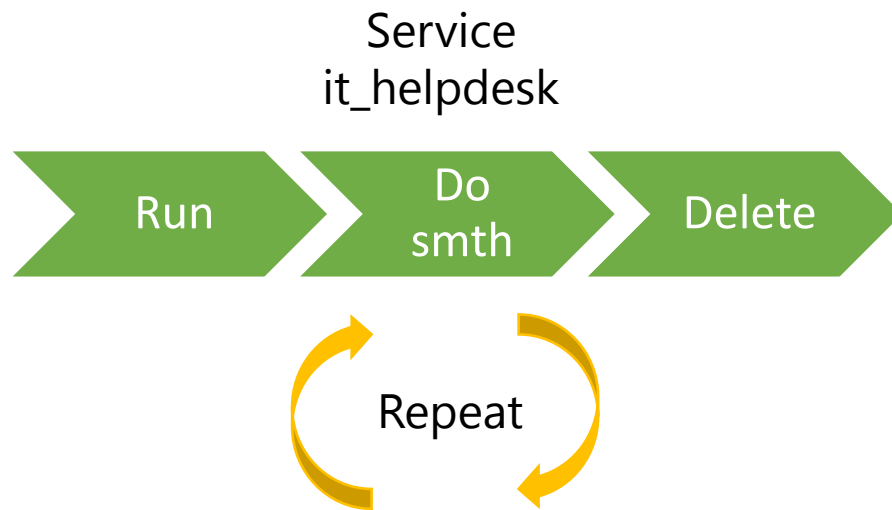 Service
it_helpdesk
Run
Do
smth
Delete
Repeat